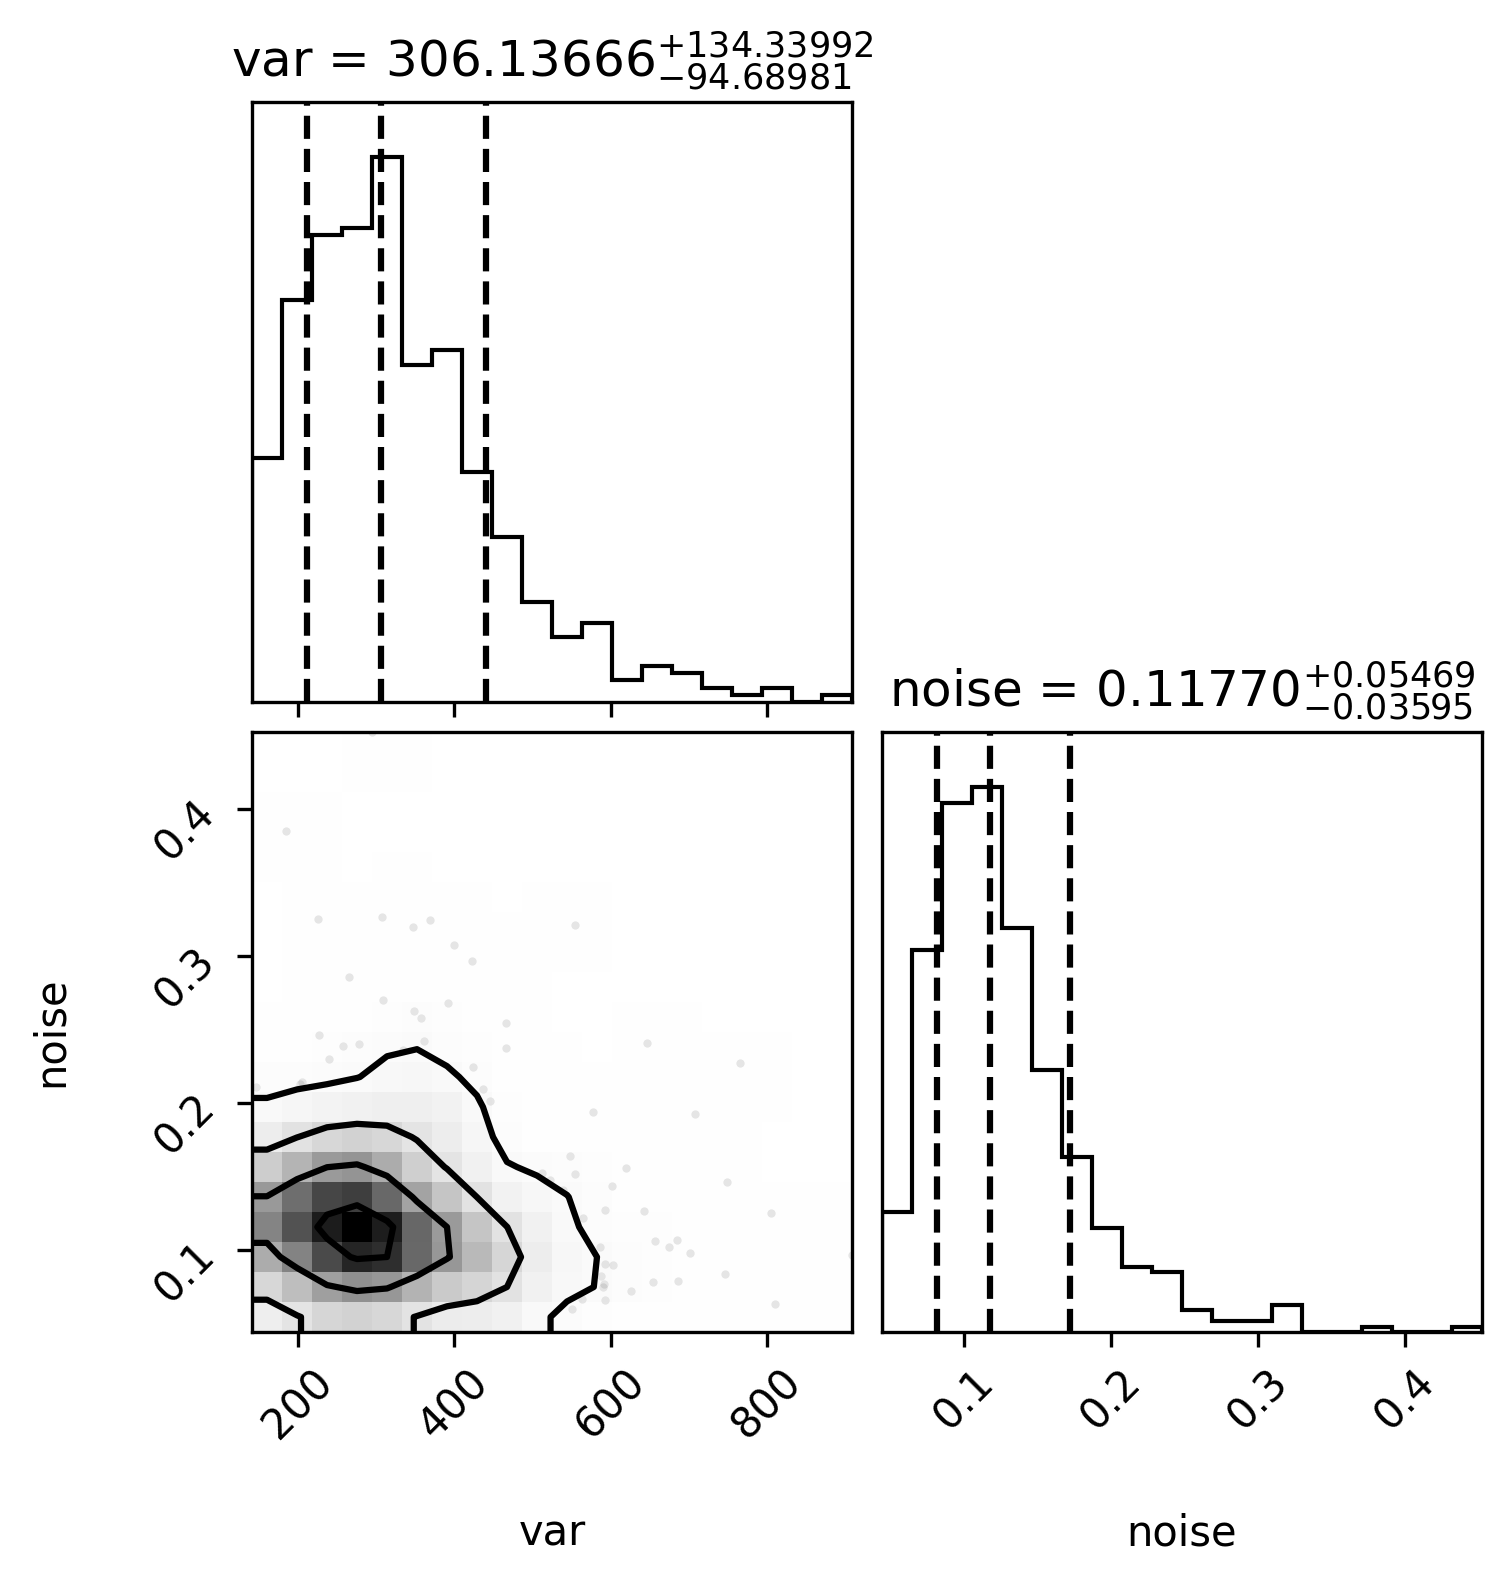 var = 306.13666+134.33992−94.68981
noise = 0.11770+0.05469−0.03595
noise
0.4
0.3
0.2
0.1
200 400 600 800
0.1 0.2 0.3 0.4
var
noise